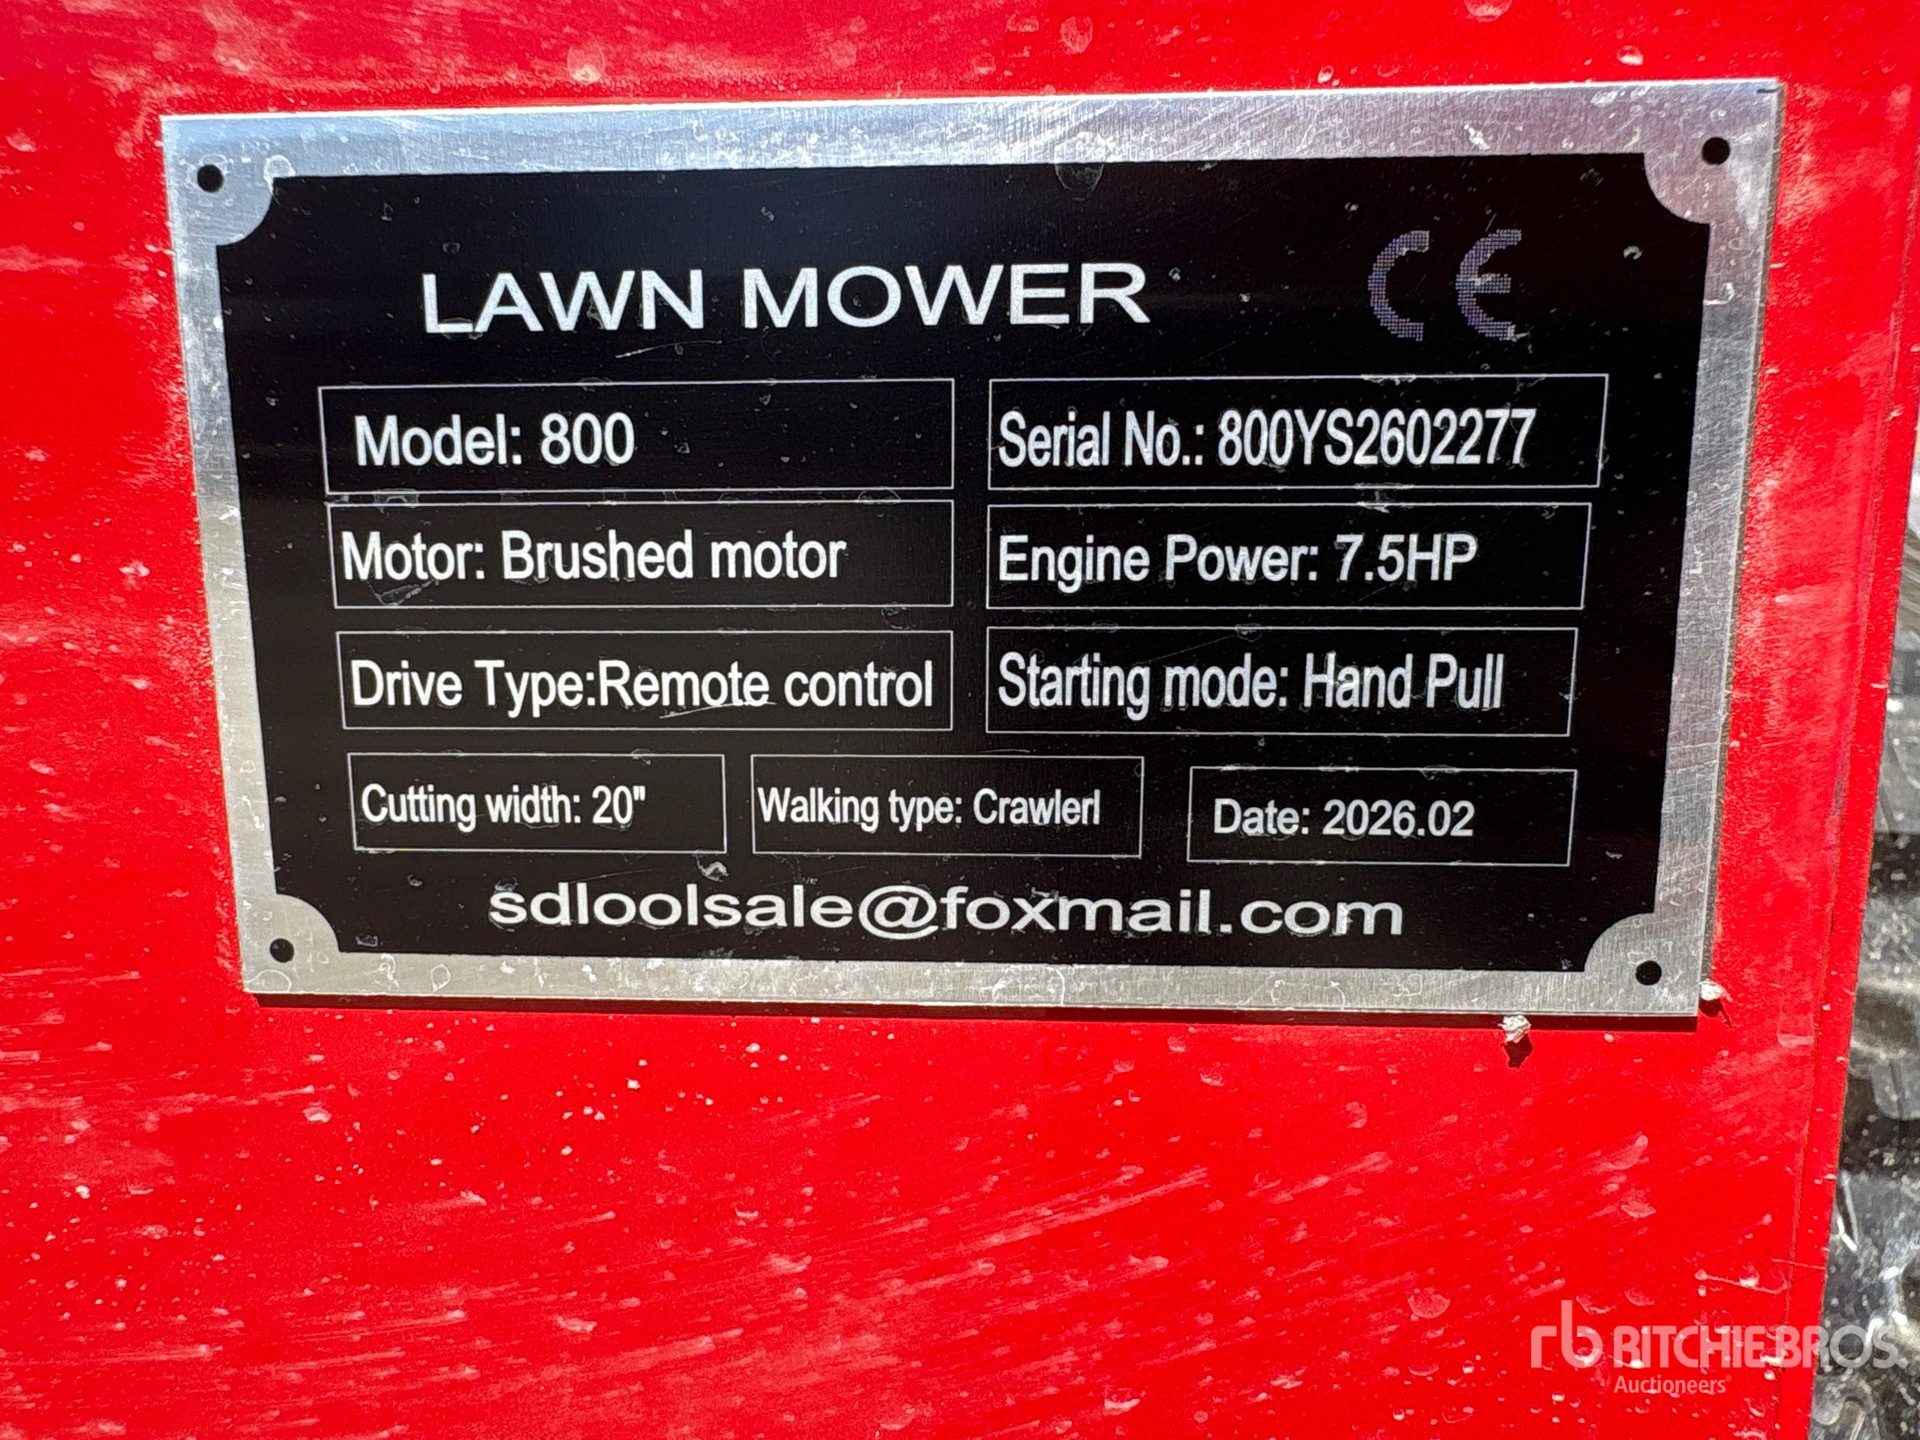 LAWN MOWER CE
Model: 800
Serial No.: 800YS2602277
Motor: Brushed motor
Engine Power: 7.5HP
Drive Type:Remote control
Starting mode: Hand Pull
Cutting width: 20"
Walking type: Crawlerl
Date: 2026.02
sdloolsale@foxmail.com
rb RITCHIE BROS.
Auctioneers